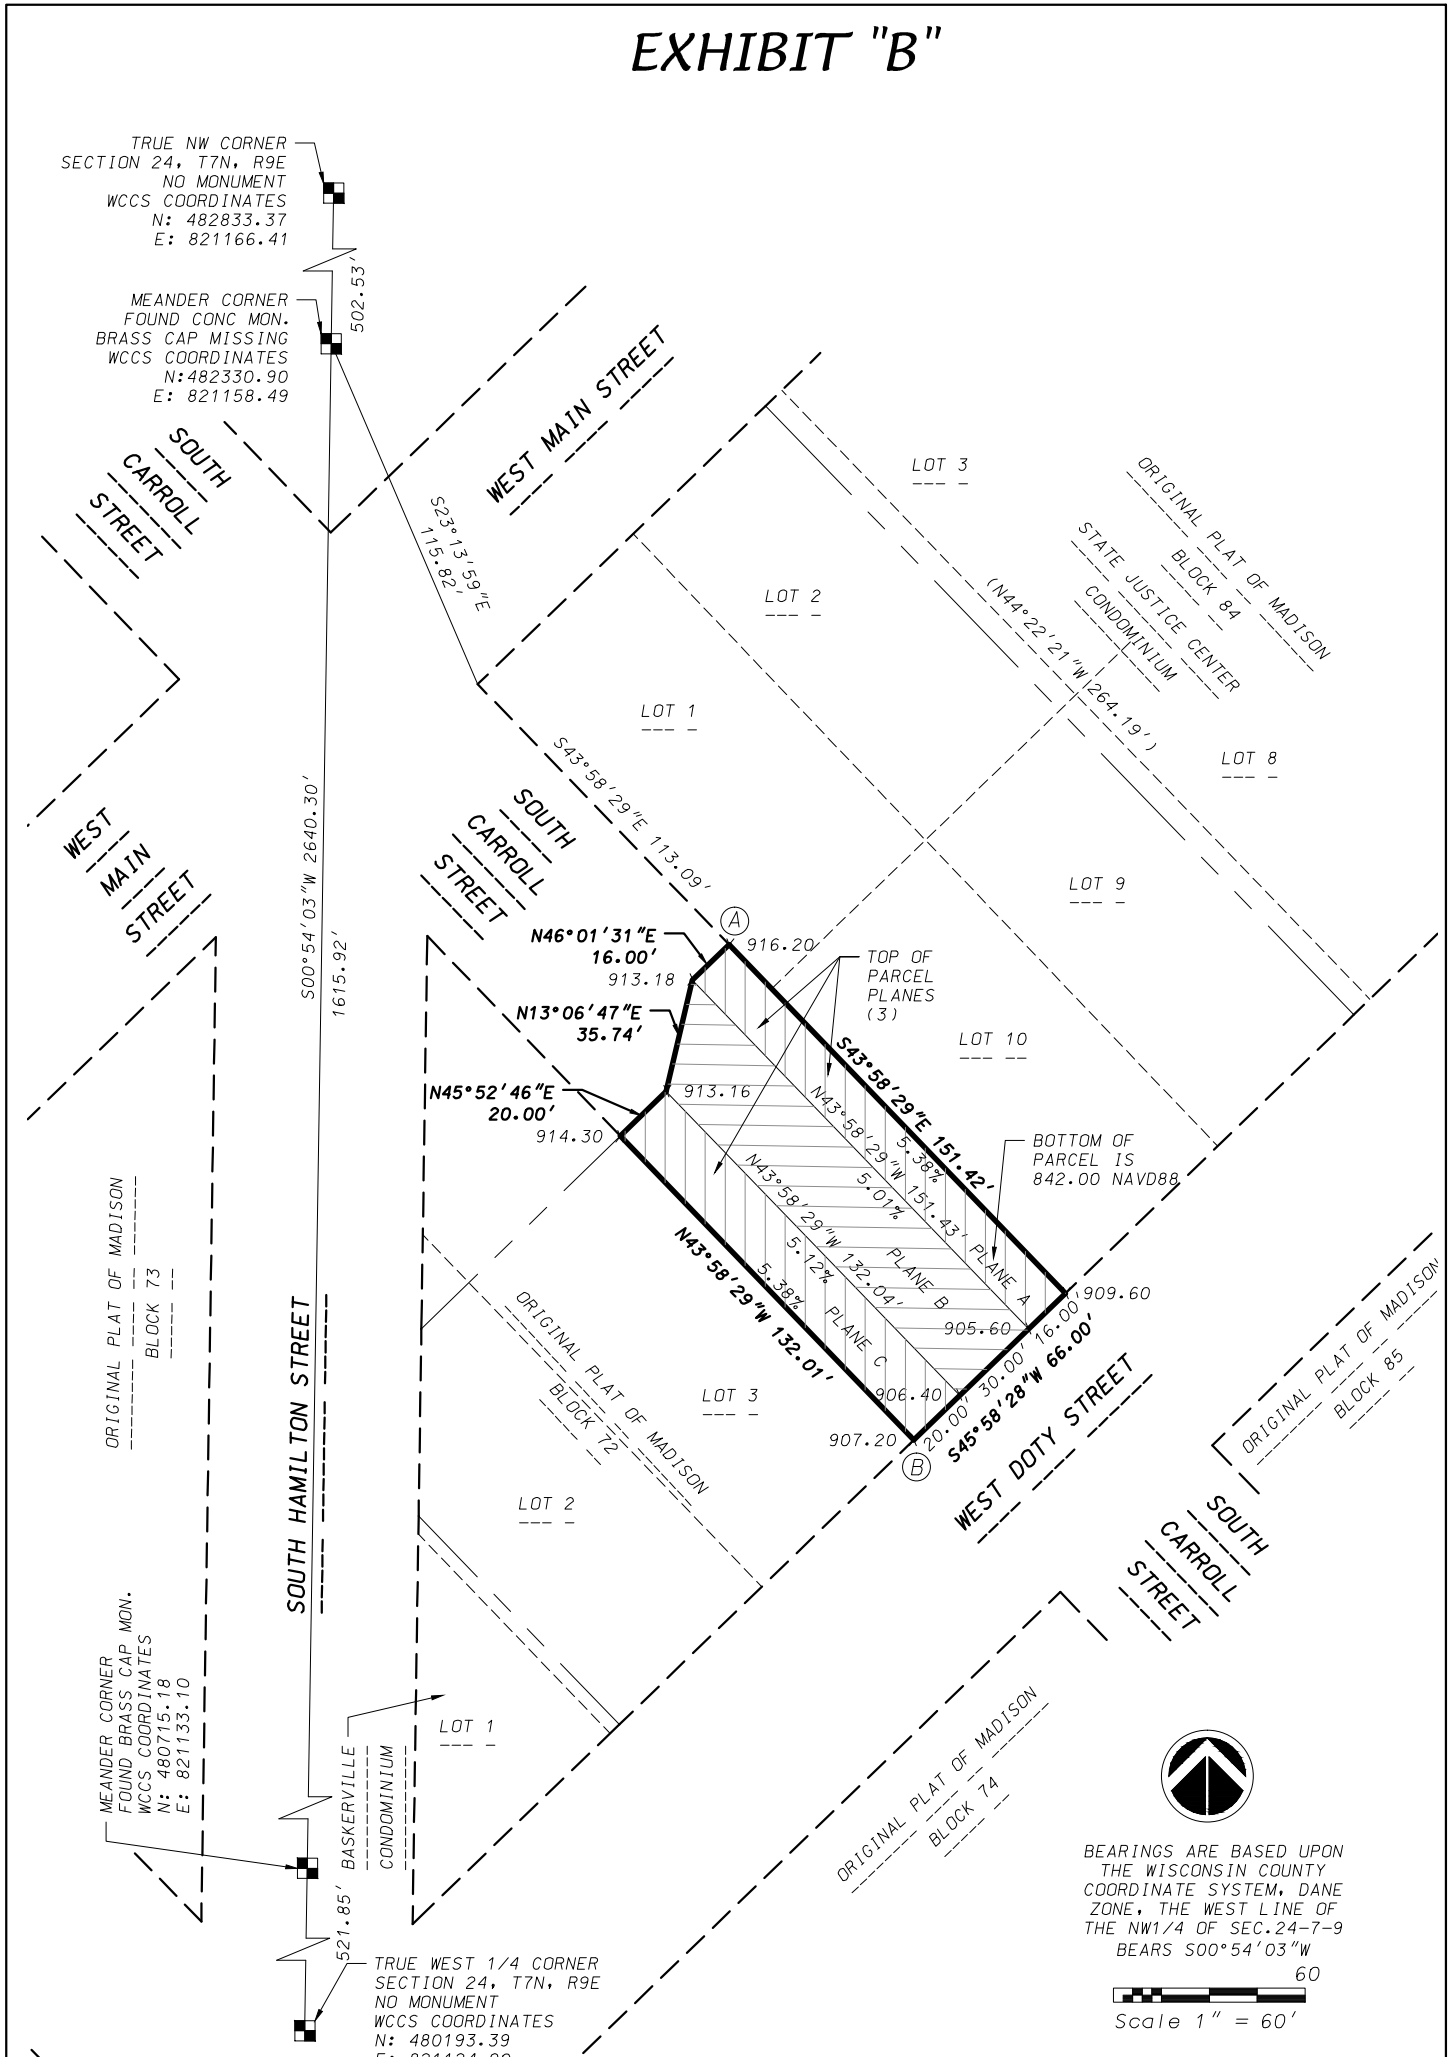 EXHIBIT "B"
TRUE NW CORNER
SECTION 24, T7N, R9E
NO MONUMENT
WCCS COORDINATES
N: 482833.37
E: 821166.41
502.53'
MEANDER CORNER
FOUND CONC MON.
BRASS CAP MISSING
WCCS COORDINATES
N:482330.90
E: 821158.49
WEST MAIN STREET
SOUTH
CARROLL
STREET
S23°13'59"E
115.82'
LOT 3
ORIGINAL PLAT OF MADISON
BLOCK 84
STATE JUSTICE CENTER
CONDOMINIUM
LOT 2
(N44°22'21"W 264.19')
LOT 1
LOT 8
S43°58'29"E 113.09'
S00°54'03"W 2640.30'
1615.92'
WEST
MAIN
STREET
SOUTH
CARROLL
STREET
LOT 9
A
N46°01'31"E
16.00'
916.20
913.18
TOP OF
PARCEL
PLANES
(3)
N13°06'47"E
35.74'
LOT 10
S43°58'29"E 151.42'
N45°52'46"E
20.00'
913.16
914.30
5.38%
N43°58'29"W 151.43'
PLANE A
BOTTOM OF
PARCEL IS
842.00 NAVD88
5.01%
PLANE B
N43°58'29"W 132.04'
5.12%
PLANE C
5.38%
N43°58'29"W 132.01'
909.60
905.60
16.00'
30.00'
20.00'
S45°58'28"W 66.00'
906.40
907.20
B
WEST DOTY STREET
ORIGINAL PLAT OF MADISON
BLOCK 73
SOUTH HAMILTON STREET
ORIGINAL PLAT OF MADISON
BLOCK 72
LOT 3
ORIGINAL PLAT OF MADISON
BLOCK 85
LOT 2
SOUTH
CARROLL
STREET
MEANDER CORNER
FOUND BRASS CAP MON.
WCCS COORDINATES
N: 480715.18
E: 821133.10
LOT 1
BASKERVILLE
CONDOMINIUM
ORIGINAL PLAT OF MADISON
BLOCK 74
521.85'
TRUE WEST 1/4 CORNER
SECTION 24, T7N, R9E
NO MONUMENT
WCCS COORDINATES
N: 480193.39
BEARINGS ARE BASED UPON
THE WISCONSIN COUNTY
COORDINATE SYSTEM, DANE
ZONE, THE WEST LINE OF
THE NW1/4 OF SEC.24-7-9
BEARS S00°54'03"W
60
Scale 1" = 60'